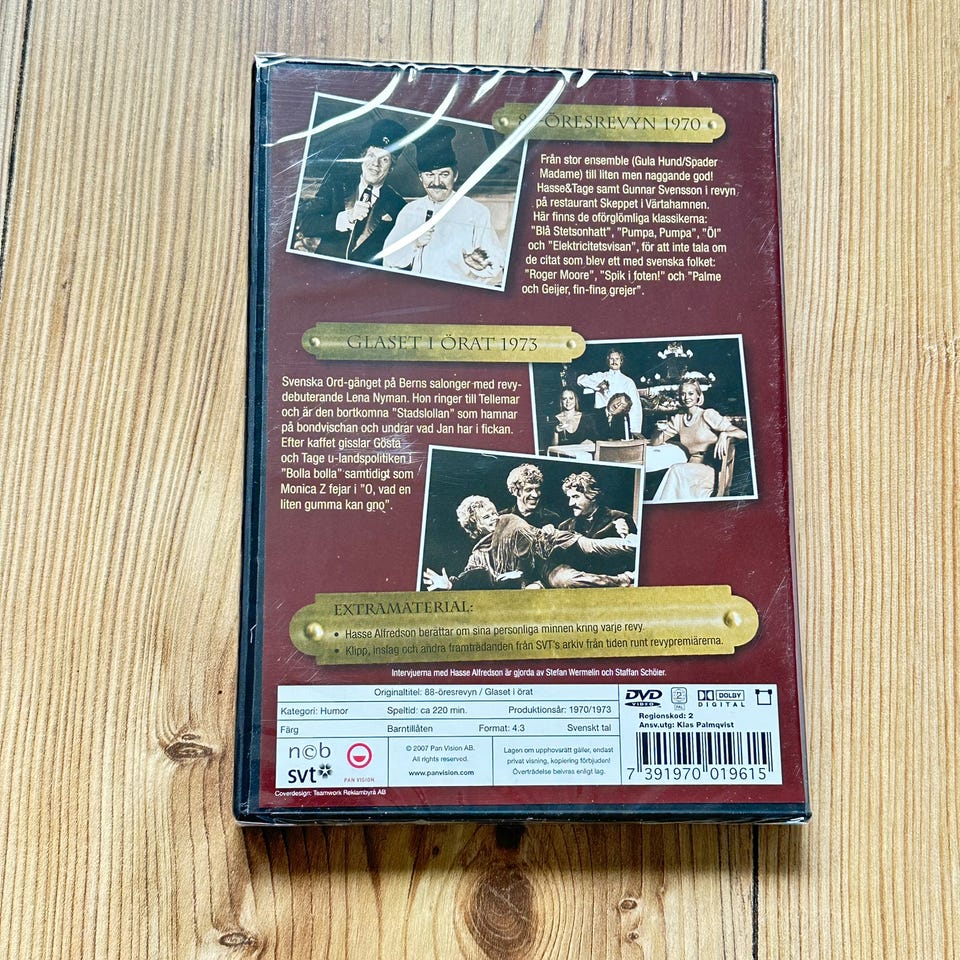 88-ÖRESREVYN 1970
Från stor ensemble (Gula Hund/Spader
Madame) till liten men naggande god!
Hasse&Tage samt Gunnar Svensson i revyn
på restaurant Skeppet i Värtahamnen.
Här finns de oförglömliga klassikerna:
"Blå Stetsonhatt", "Pumpa, Pumpa", "Öl"
och "Elektricitetsvisan", för att inte tala om
de citat som blev ett med svenska folket:
"Roger Moore", "Spik i foten!" och "Palme
och Geijer, fin-fina grejer".
GLASET I ÖRAT 1973
Svenska Ord-gänget på Berns salonger med revy-
debuterande Lena Nyman. Hon ringer till Tellemar
och är den bortkomna "Stadslollan" som hamnar
på bondvischan och undrar vad Jan har i fickan.
Efter kaffet gisslar Gösta
och Tage u-landspolitiken i
"Bolla bolla" samtidigt som
Monica Z fejar i "O, vad en
liten gumma kan gno".
EXTRAMATERIAL:
• Hasse Alfredson berättar om sina personliga minnen kring varje revy.
• Klipp, inslag och andra framträdanden från SVT's arkiv från tiden runt revypremiärerna.
Intervjuerna med Hasse Alfredson är gjorda av Stefan Wermelin och Staffan Schöier.
Originaltitel: 88-öresrevyn / Glaset i örat
Kategori: Humor Speltid: ca 220 min. Produktionsår: 1970/1973
Färg Barntillåten Format: 4:3 Svenskt tal
DVD VIDEO 2 PAL DOLBY DIGITAL
Regionskod: 2
Ansv.utg: Klas Palmqvist
ncb
svt
PAN VISION
© 2007 Pan Vision AB.
All rights reserved.
www.panvision.com
Lagen om upphovsrätt gäller, endast
privat visning, kopiering förbjuden!
Överträdelse beivras enligt lag.
7 391970 019615
Coverdesign: Teamwork Reklambyrå AB